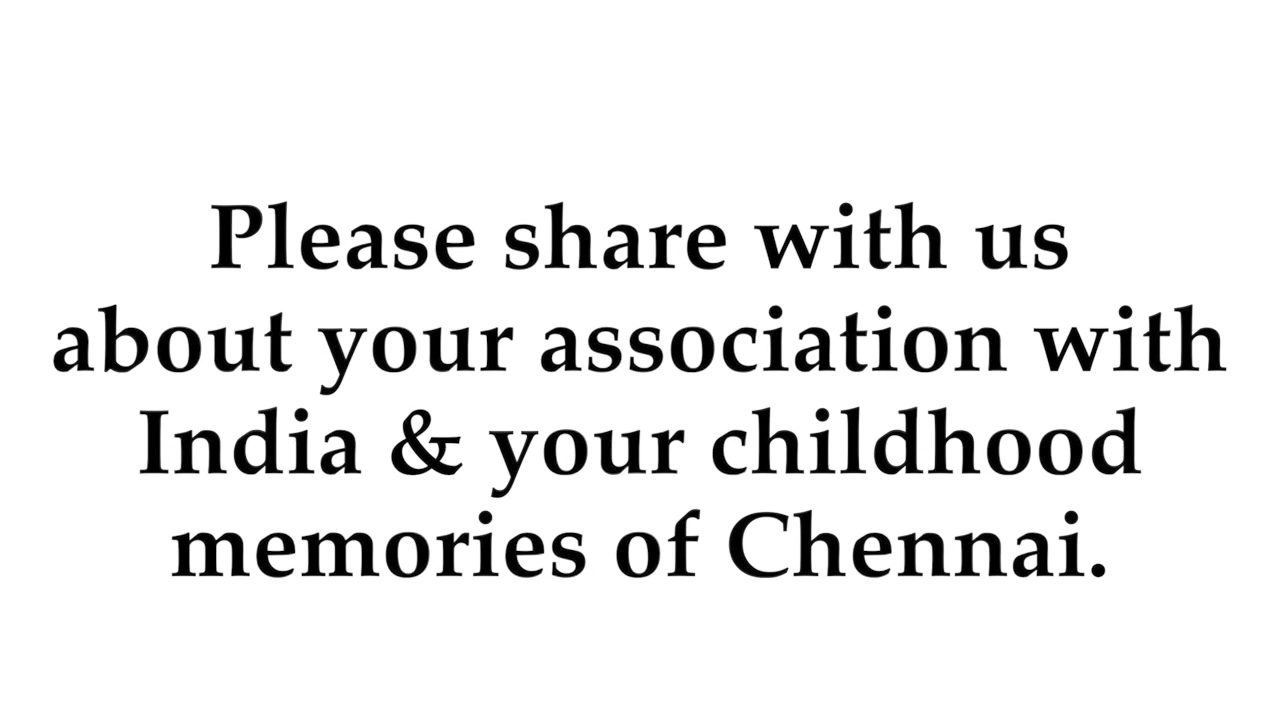 Please share with us
about your association with
India & your childhood
memories of Chennai.